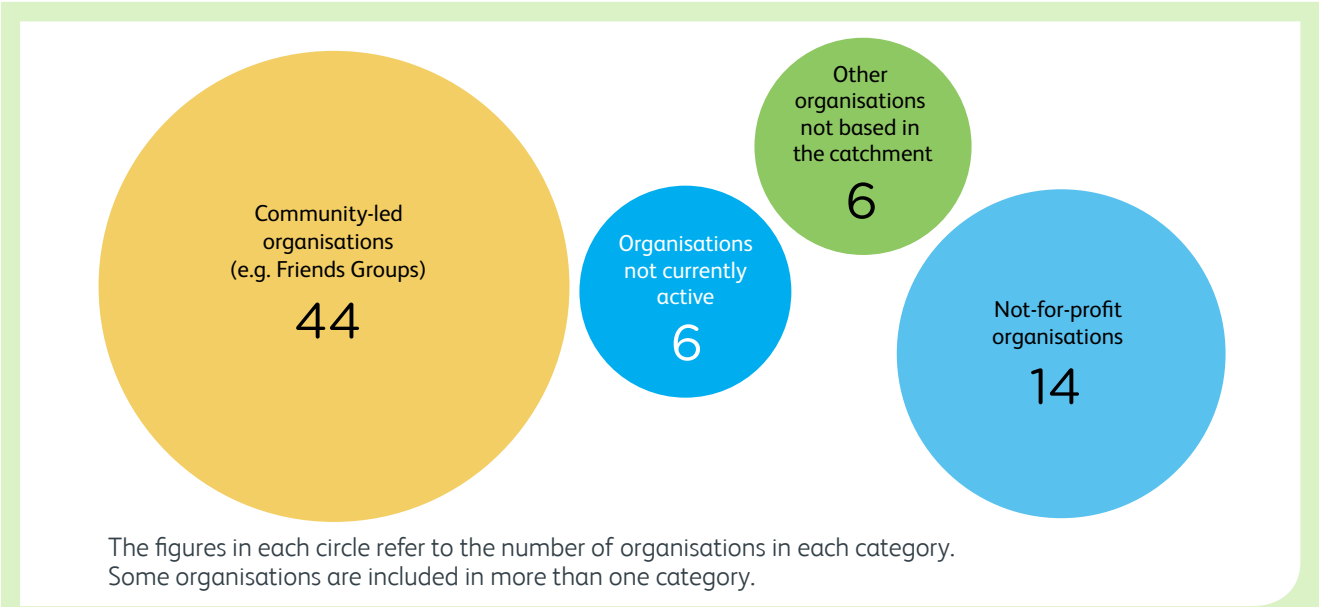 Community-led
organisations
(e.g. Friends Groups)
44
Organisations
not currently
active
6
Other
organisations
not based in
the catchment
6
Not-for-profit
organisations
14
The figures in each circle refer to the number of organisations in each category.
Some organisations are included in more than one category.